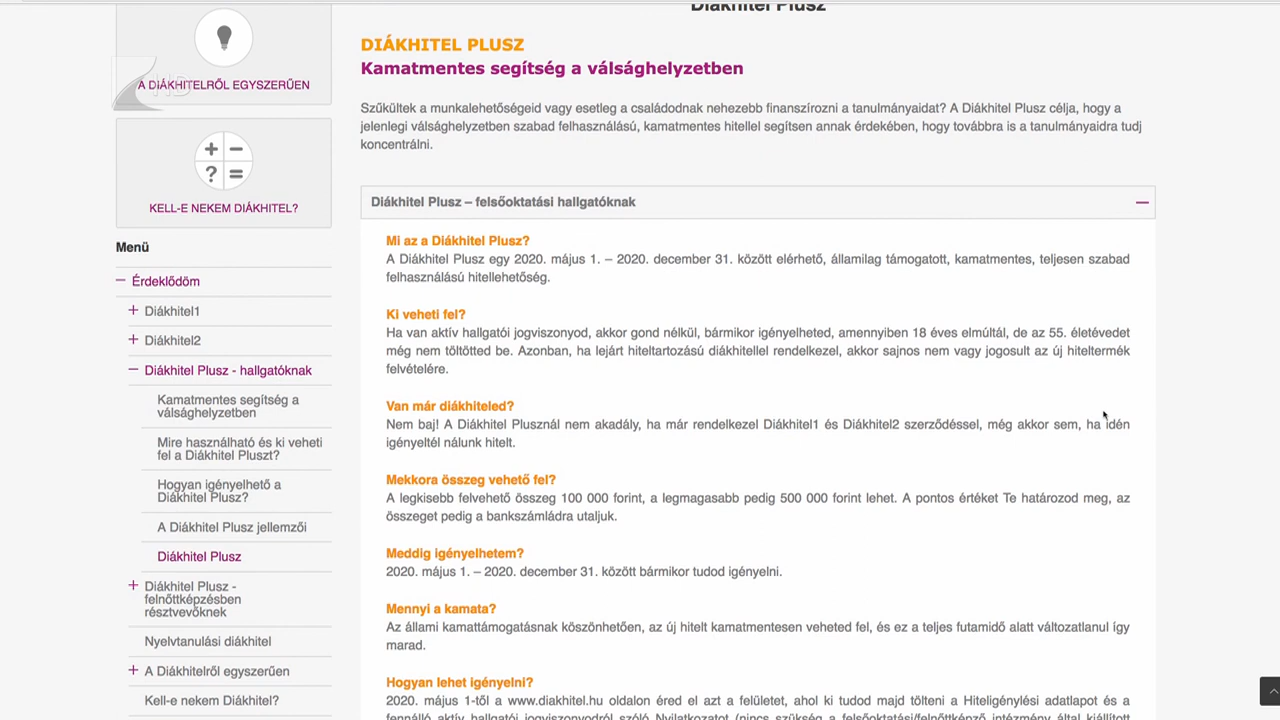 Diákhitel Plusz
A DIÁKHITELRŐL EGYSZERŰEN
KELL-E NEKEM DIÁKHITEL?
Menü
Érdeklődöm
Diákhitel1
Diákhitel2
Diákhitel Plusz - hallgatóknak
Kamatmentes segítség a
válsághelyzetben
Mire használható és ki veheti
fel a Diákhitel Pluszt?
Hogyan igényelhető a
Diákhitel Plusz?
A Diákhitel Plusz jellemzői
Diákhitel Plusz
Diákhitel Plusz -
felnőttképzésben
résztvevőknek
Nyelvtanulási diákhitel
A Diákhitelről egyszerűen
Kell-e nekem Diákhitel?
DIÁKHITEL PLUSZ
Kamatmentes segítség a válsághelyzetben
Szűkültek a munkalehetőségeid vagy esetleg a családodnak nehezebb finanszírozni a tanulmányaidat? A Diákhitel Plusz célja, hogy a
jelenlegi válsághelyzetben szabad felhasználású, kamatmentes hitellel segítsen annak érdekében, hogy továbbra is a tanulmányaidra tudj
koncentrálni.
Diákhitel Plusz – felsőoktatási hallgatóknak
Mi az a Diákhitel Plusz?
A Diákhitel Plusz egy 2020. május 1. – 2020. december 31. között elérhető, államilag támogatott, kamatmentes, teljesen szabad
felhasználású hitellehetőség.
Ki veheti fel?
Ha van aktív hallgatói jogviszonyod, akkor gond nélkül, bármikor igényelheted, amennyiben 18 éves elmúltál, de az 55. életévedet
még nem töltötted be. Azonban, ha lejárt hiteltartozású diákhitellel rendelkezel, akkor sajnos nem vagy jogosult az új hiteltermék
felvételére.
Van már diákhiteled?
Nem baj! A Diákhitel Plusznál nem akadály, ha már rendelkezel Diákhitel1 és Diákhitel2 szerződéssel, még akkor sem, ha idén
igényeltél nálunk hitelt.
Mekkora összeg vehető fel?
A legkisebb felvehető összeg 100 000 forint, a legmagasabb pedig 500 000 forint lehet. A pontos értéket Te határozod meg, az
összeget pedig a bankszámládra utaljuk.
Meddig igényelhetem?
2020. május 1. – 2020. december 31. között bármikor tudod igényelni.
Mennyi a kamata?
Az állami kamattámogatásnak köszönhetően, az új hitelt kamatmentesen veheted fel, és ez a teljes futamidő alatt változatlanul így
marad.
Hogyan lehet igényelni?
2020. május 1-től a www.diakhitel.hu oldalon éred el azt a felületet, ahol ki tudod majd tölteni a Hiteligénylési adatlapot és a
fennálló aktív hallgatói jogviszonyodról szóló Nyilatkozatot (nincs szükség a felsőoktatási/felnőttképző intézmény által kiállított